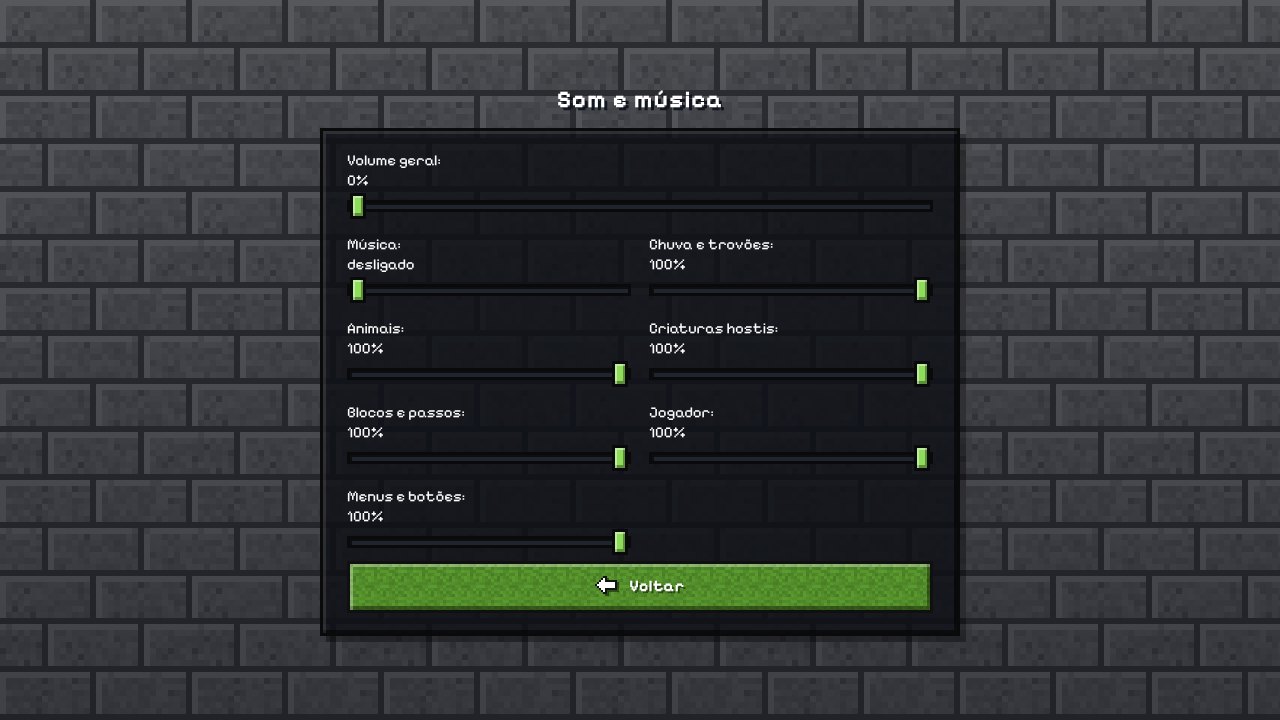 Som e música
Volume geral:
0%
Música:
desligado
Chuva e trovões:
100%
Animais:
100%
Criaturas hostis:
100%
Blocos e passos:
100%
Jogador:
100%
Menus e botões:
100%
Voltar